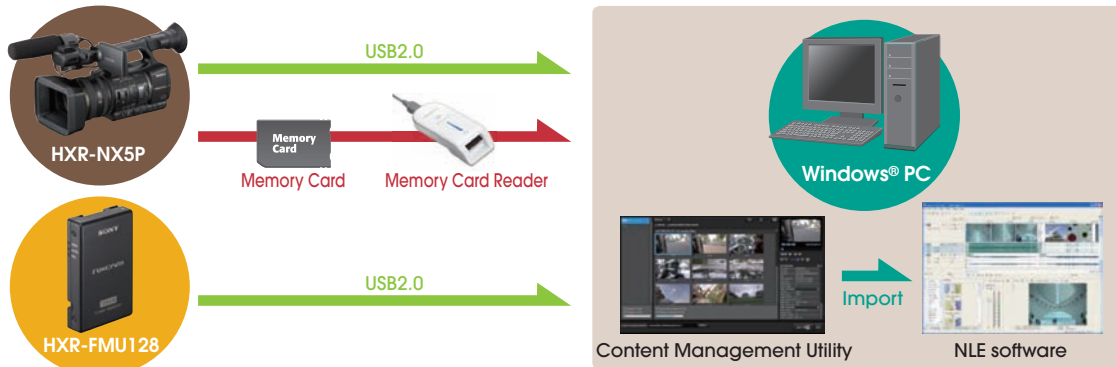 USB2.0
HXR-NX5P
Memory
Card
Memory Card
Memory Card Reader
Windows® PC
SONY
USB2.0
HXR-FMU128
Import
Content Management Utility
NLE software